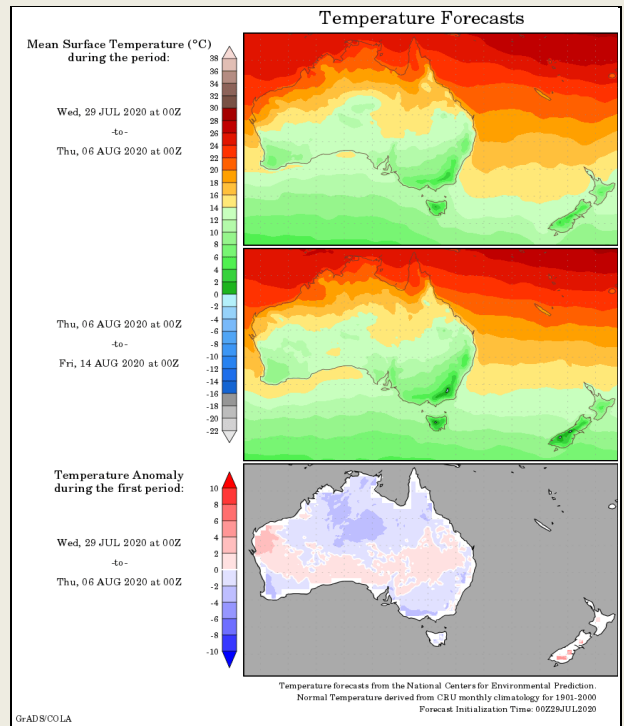 Temperature Forecasts
Mean Surface Temperature (°C)
during the period:
38
36
34
32
30
28
26
24
22
20
18
16
14
12
10
8
6
4
2
0
-2
-4
-6
-8
-10
-12
-14
-16
-18
-20
-22
Wed, 29 JUL 2020 at 00Z
-to-
Thu, 06 AUG 2020 at 00Z
Thu, 06 AUG 2020 at 00Z
-to-
Fri, 14 AUG 2020 at 00Z
Temperature Anomaly
during the first period:
10
8
6
4
2
0
-2
-4
-6
-8
-10
Wed, 29 JUL 2020 at 00Z
-to-
Thu, 06 AUG 2020 at 00Z
Temperature forecasts from the National Centers for Environmental Prediction.
Normal Temperature derived from CRU monthly climatology for 1901-2000
Forecast Initialization Time: 00Z29JUL2020
GrADS/COLA